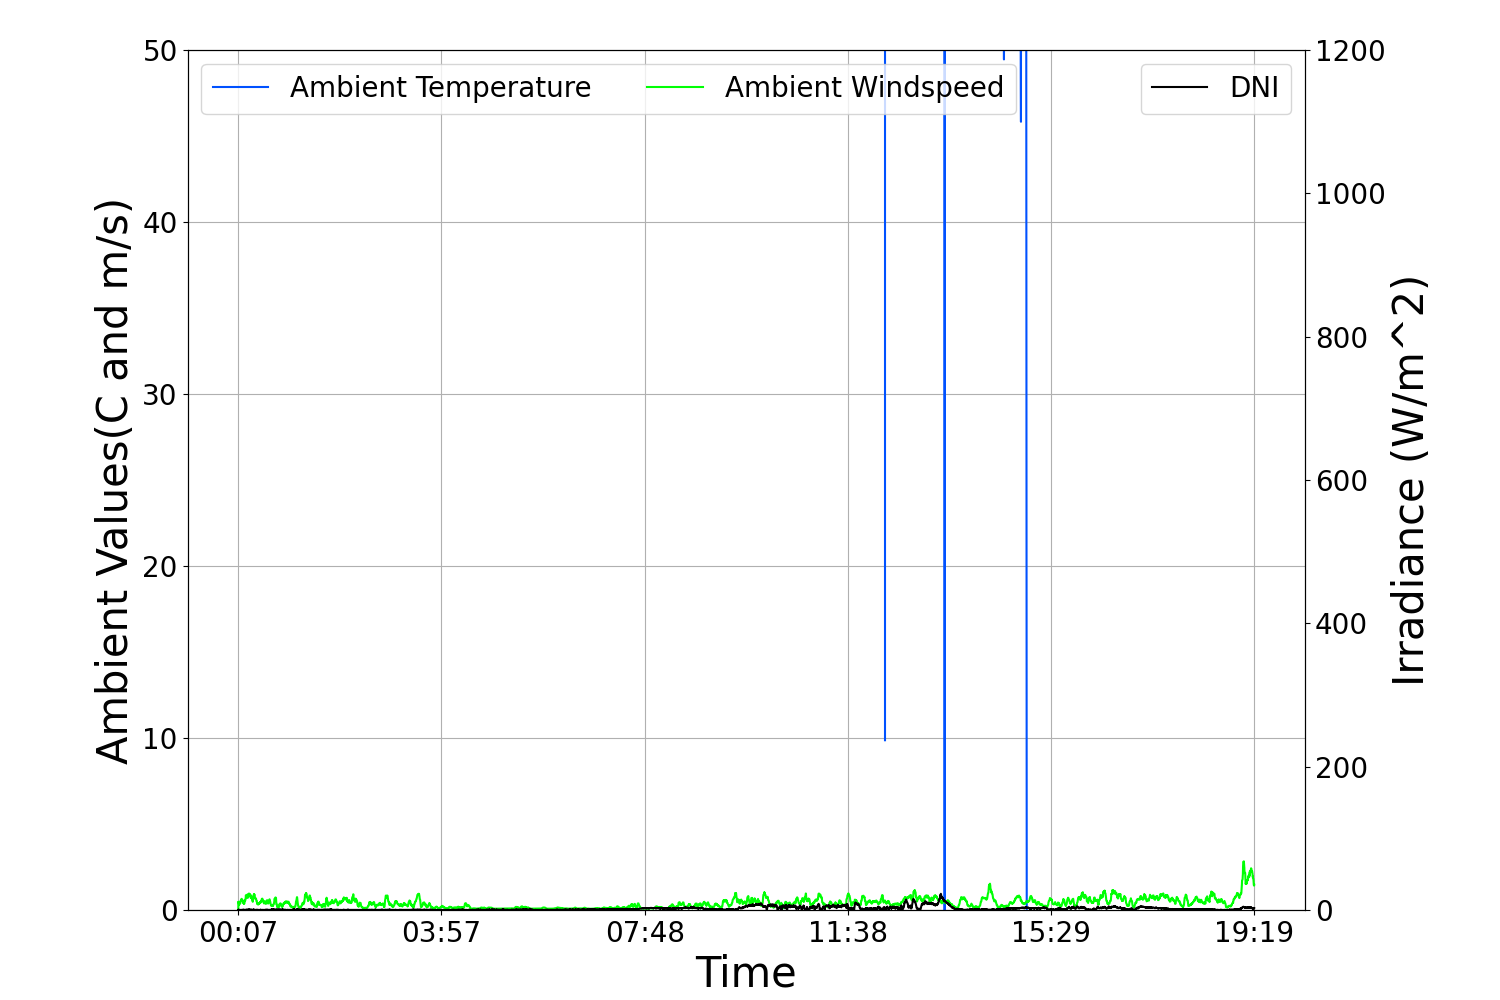 Ambient Temperature
Ambient Windspeed
DNI
Ambient Values(C and m/s)
50
40
30
20
10
0
1200
1000
800
600
400
200
0
Irradiance (W/m^2)
00:07 03:57 07:48 11:38 15:29 19:19
Time